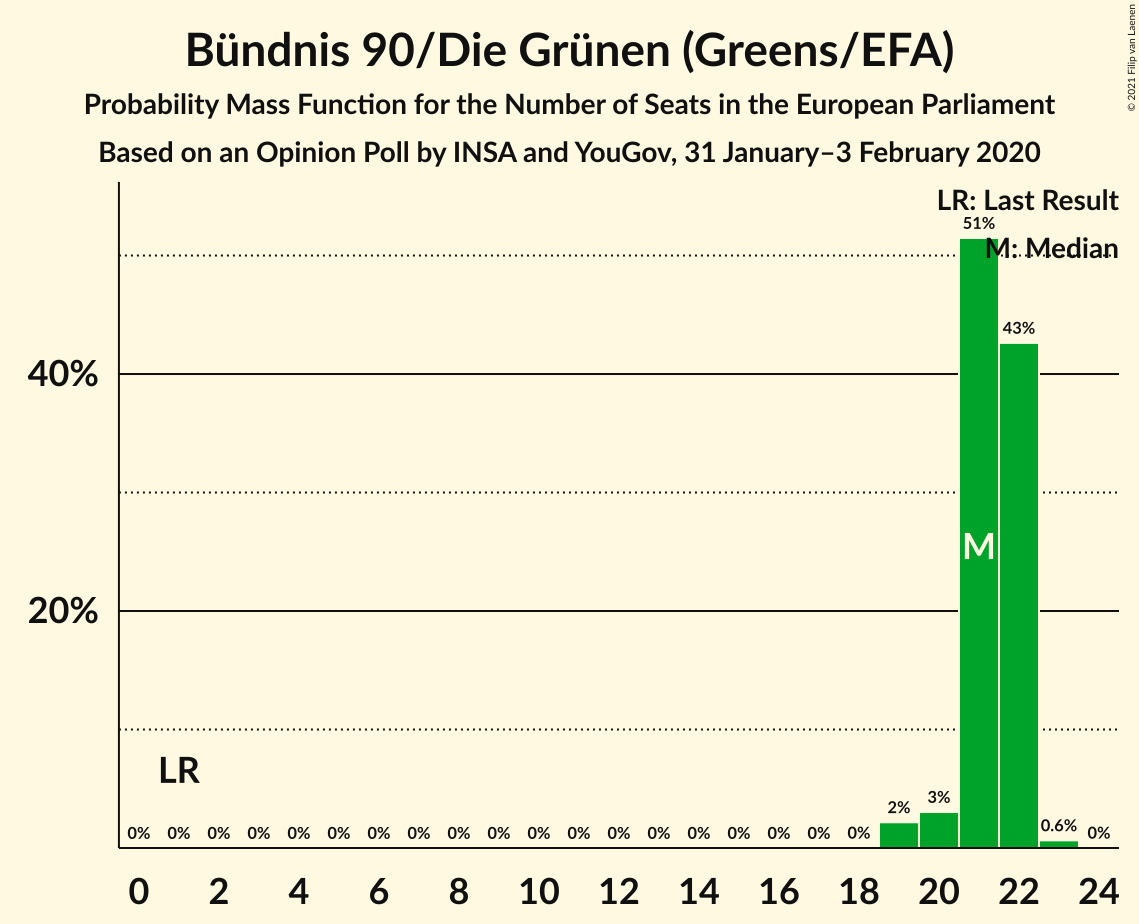 Bündnis 90/Die Grünen (Greens/EFA)
Probability Mass Function for the Number of Seats in the European Parliament
Based on an Opinion Poll by INSA and YouGov, 31 January–3 February 2020
© 2021 Filip van Laenen
LR: Last Result
51%
M: Median
43%
40%
M
20%
LR
2% 3%
0% 0% 0% 0% 0% 0% 0% 0% 0% 0% 0% 0% 0% 0% 0% 0% 0% 0% 0% 0.6% 0%
0 2 4 6 8 10 12 14 16 18 20 22 24